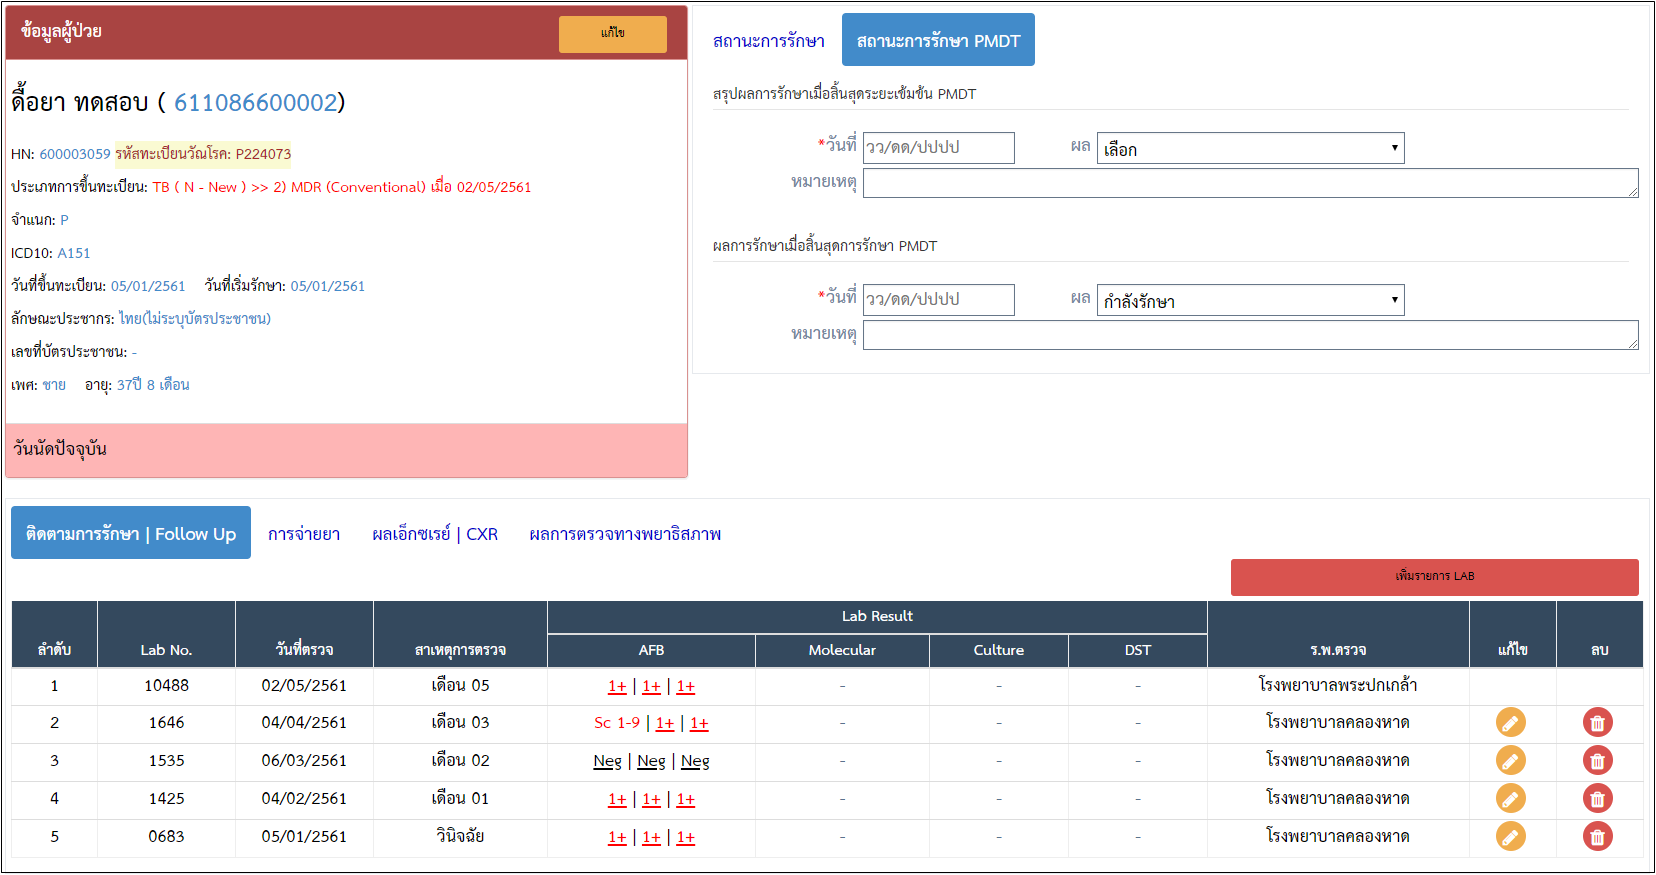 ข้อมูลผู้ป่วย
แก้ไข
ดื้อยา ทดสอบ ( 611086600002)
HN: 600003059 รหัสทะเบียนวัณโรค: P224073
ประเภทการขึ้นทะเบียน: TB ( N - New ) >> 2) MDR (Conventional) เมื่อ 02/05/2561
จำแนก: P
ICD10: A151
วันที่ขึ้นทะเบียน: 05/01/2561 วันที่เริ่มรักษา: 05/01/2561
ลักษณะประชากร: ไทย(ไม่ระบุบัตรประชาชน)
เลขที่บัตรประชาชน: -
เพศ: ชาย อายุ: 37ปี 8 เดือน
วันนัดปัจจุบัน
สถานะการรักษา สถานะการรักษา PMDT
สรุปผลการรักษาเมื่อสิ้นสุดระยะเข้มข้น PMDT
*วันที่ วว/ดด/ปปปป ผล เลือก
หมายเหตุ
ผลการรักษาเมื่อสิ้นสุดการรักษา PMDT
*วันที่ วว/ดด/ปปปป ผล กำลังรักษา
หมายเหตุ
ติดตามการรักษา | Follow Up การจ่ายยา ผลเอ็กซเรย์ | CXR ผลการตรวจทางพยาธิสภาพ
เพิ่มรายการ LAB
Lab Result
ลำดับ Lab No. วันที่ตรวจ สาเหตุการตรวจ AFB Molecular Culture DST ร.พ.ตรวจ แก้ไข ลบ
1 10488 02/05/2561 เดือน 05 1+ | 1+ | 1+ - - - โรงพยาบาลพระปกเกล้า
2 1646 04/04/2561 เดือน 03 Sc 1-9 | 1+ | 1+ - - - โรงพยาบาลคลองหาด
3 1535 06/03/2561 เดือน 02 Neg | Neg | Neg - - - โรงพยาบาลคลองหาด
4 1425 04/02/2561 เดือน 01 1+ | 1+ | 1+ - - - โรงพยาบาลคลองหาด
5 0683 05/01/2561 วินิจฉัย 1+ | 1+ | 1+ - - - โรงพยาบาลคลองหาด